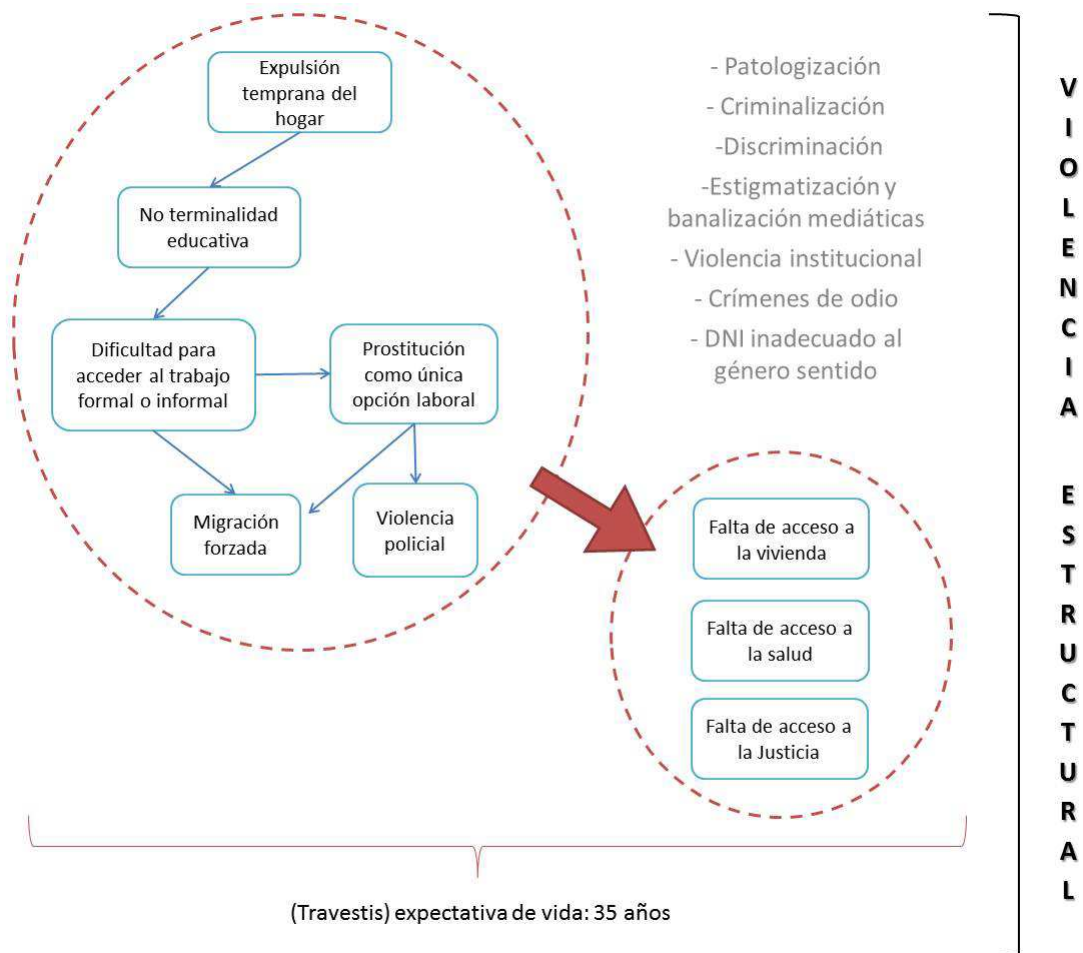 Expulsión
temprana del
hogar
No terminalidad
educativa
Dificultad para
acceder al trabajo
formal o informal
Prostitución
como única
opción laboral
Migración
forzada
Violencia
policial
- Patologización
- Criminalización
-Discriminación
-Estigmatización y
banalización mediáticas
- Violencia institucional
- Crímenes de odio
- DNI inadecuado al
género sentido
Falta de acceso a
la vivienda
Falta de acceso a
la salud
Falta de acceso a
la Justicia
(Travestis) expectativa de vida: 35 años
VIOLENCIA ESTRUCTURAL